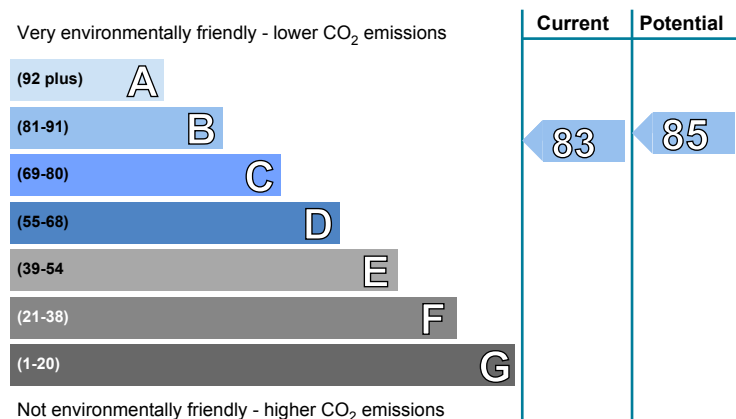 Very environmentally friendly - lower CO₂ emissions
Current
Potential
(92 plus) A
(81-91) B
(69-80) C
(55-68) D
(39-54 E
(21-38) F
(1-20) G
83
85
Not environmentally friendly - higher CO₂ emissions